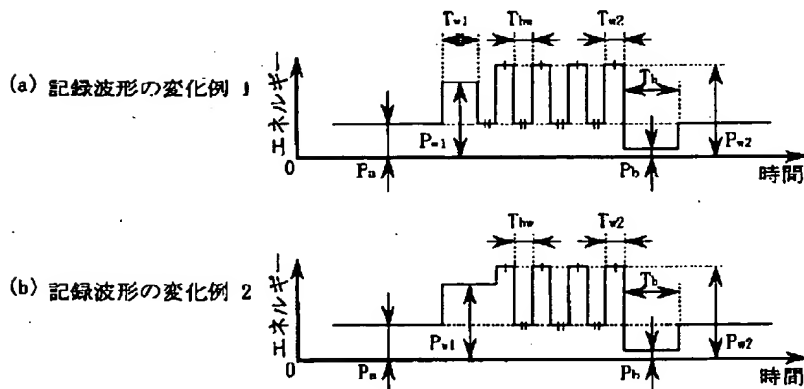 Tw1 Thw Tw2
(a) 記録波形の変化例 1
エネルギー
Th
Pw1 Pw2
0
Pa Pb 時間
Thw Tw2
(b) 記録波形の変化例 2
エネルギー
Tb
Pw1 Pw2
0
Pa Pb 時間